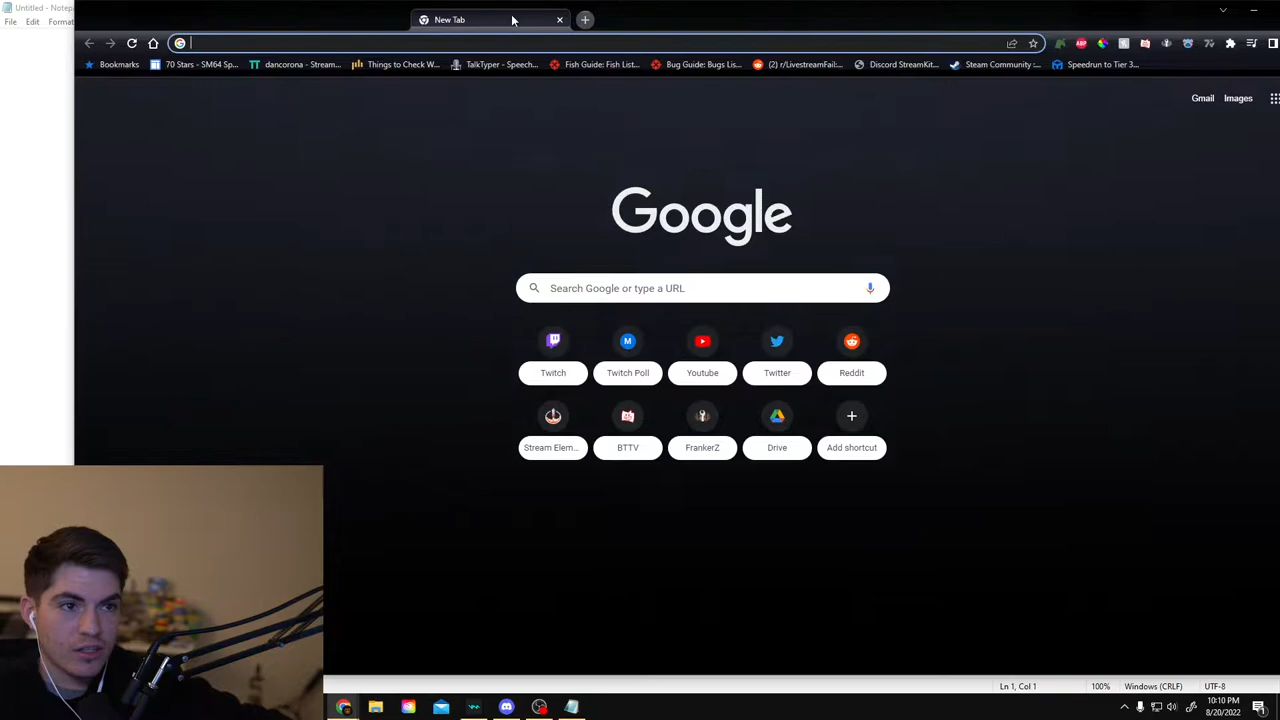 Untitled - Notep
File Edit Format
New Tab
Bookmarks 70 Stars - SM64 Sp... dancorona - Stream... Things to Check W... TalkTyper - Speech... Fish Guide: Fish List... Bug Guide: Bugs Lis... (2) r/LivestreamFail:... Discord StreamKit... Steam Community :... Speedrun to Tier 3...
Gmail Images
Google
Search Google or type a URL
M
Twitch Twitch Poll Youtube Twitter Reddit
Stream Elem... BTTV FrankerZ Drive Add shortcut
Ln 1, Col 1 100% Windows (CRLF) UTF-8
10:10 PM
8/20/2022